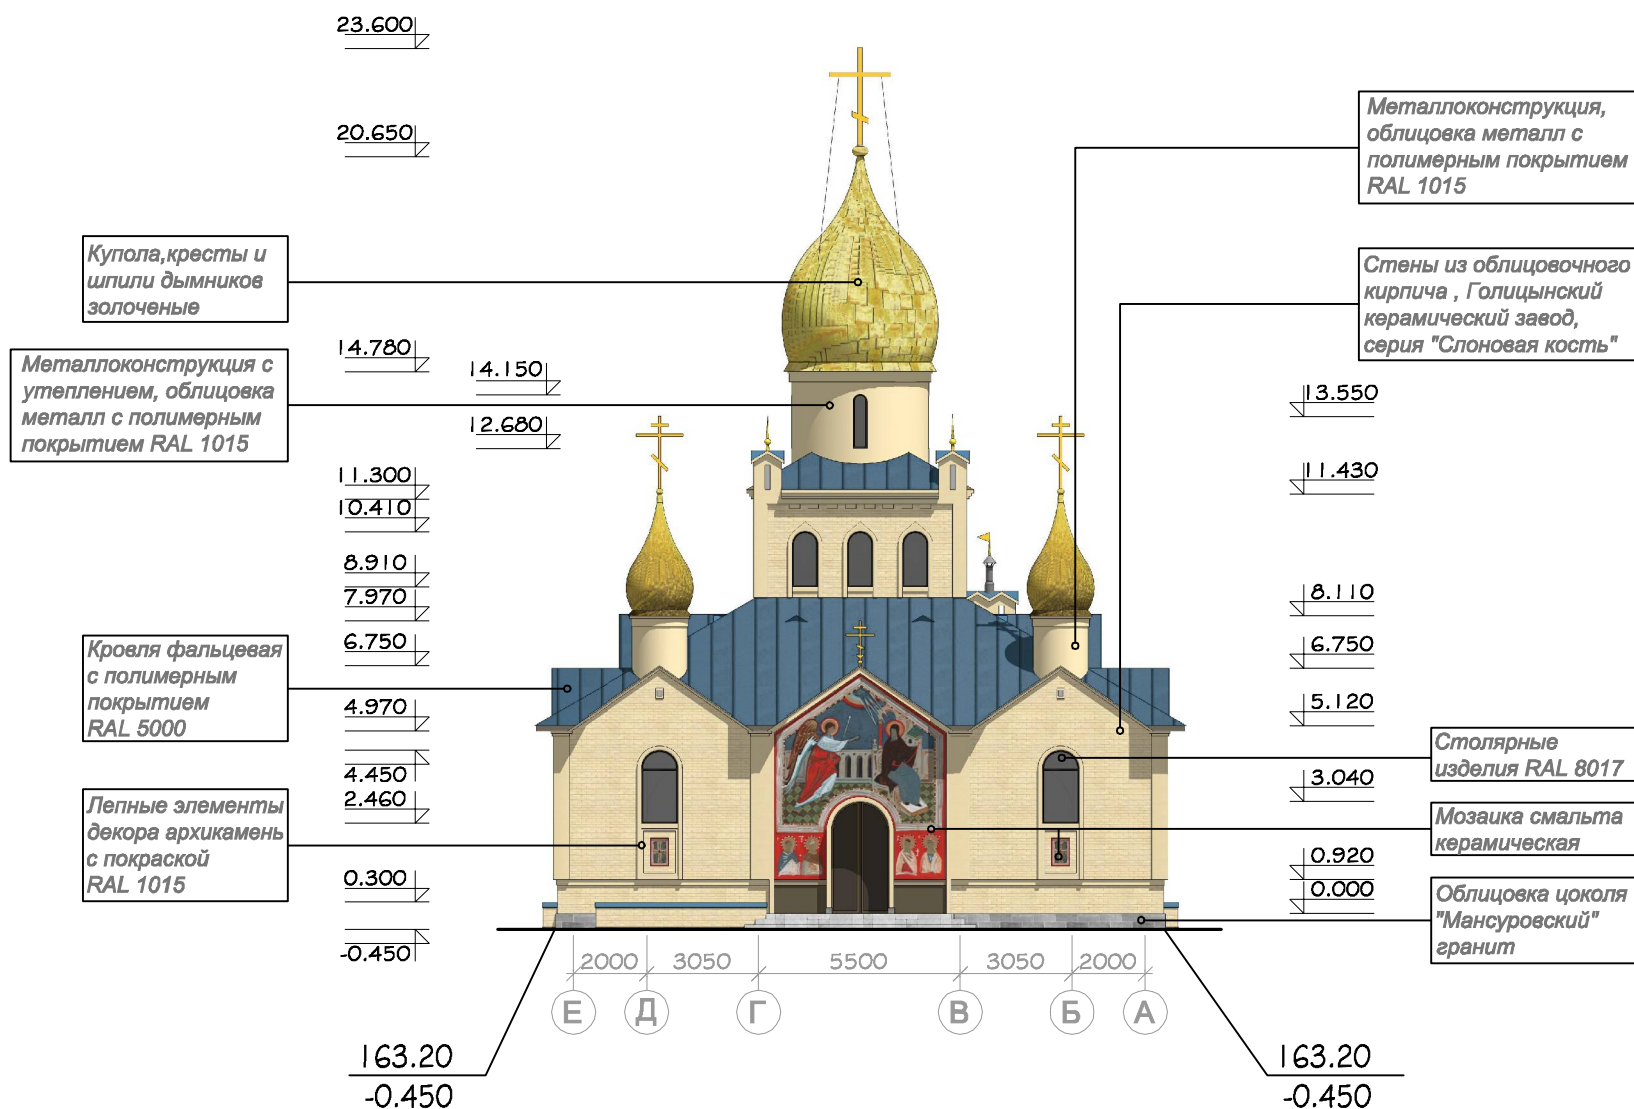 23.600
20.650
Металлоконструкция,
облицовка металл с
полимерным покрытием
RAL 1015
Купола,кресты и
шпили дымников
золоченые
Стены из облицовочного
кирпича , Голицынский
керамический завод,
серия "Слоновая кость"
14.780
14.150
12.680
Металлоконструкция с
утеплением, облицовка
металл с полимерным
покрытием RAL 1015
13.550
11.430
11.300
10.410
8.910
7.970
6.750
8.110
6.750
5.120
Кровля фальцевая
с полимерным
покрытием
RAL 5000
4.970
4.450
2.460
Столярные
изделия RAL 8017
3.040
Лепные элементы
декора архикамень
с покраской
RAL 1015
Мозаика смальта
керамическая
0.300
-0.450
0.920
0.000
Облицовка цоколя
"Мансуровский"
гранит
2000 3050 5500 3050 2000
Е Д Г В Б А
163.20
-0.450
163.20
-0.450